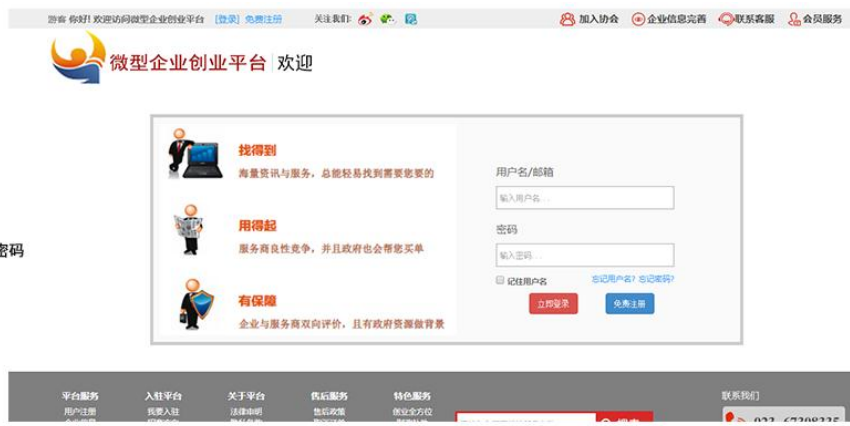 游客 你好! 欢迎访问微型企业创业平台 [登录] 免费注册 关注我们: 加入协会 企业信息完善 联系客服 会员服务
微型企业创业平台 欢迎
找得到
海量资讯与服务，总能轻易找到需要您要的
用得起
服务商良性竞争，并且政府也会帮您买单
有保障
企业与服务商双向评价，且有政府资源做背景
密码
用户名/邮箱
输入用户名...
密码
输入密码...
记住用户名 忘记用户名? 忘记密码?
立即登录 免费注册
平台服务 入驻平台 关于平台 售后服务 特色服务 联系我们
用户注册 我要入驻 法律申明 售后政策 创业全方位
023-67398335